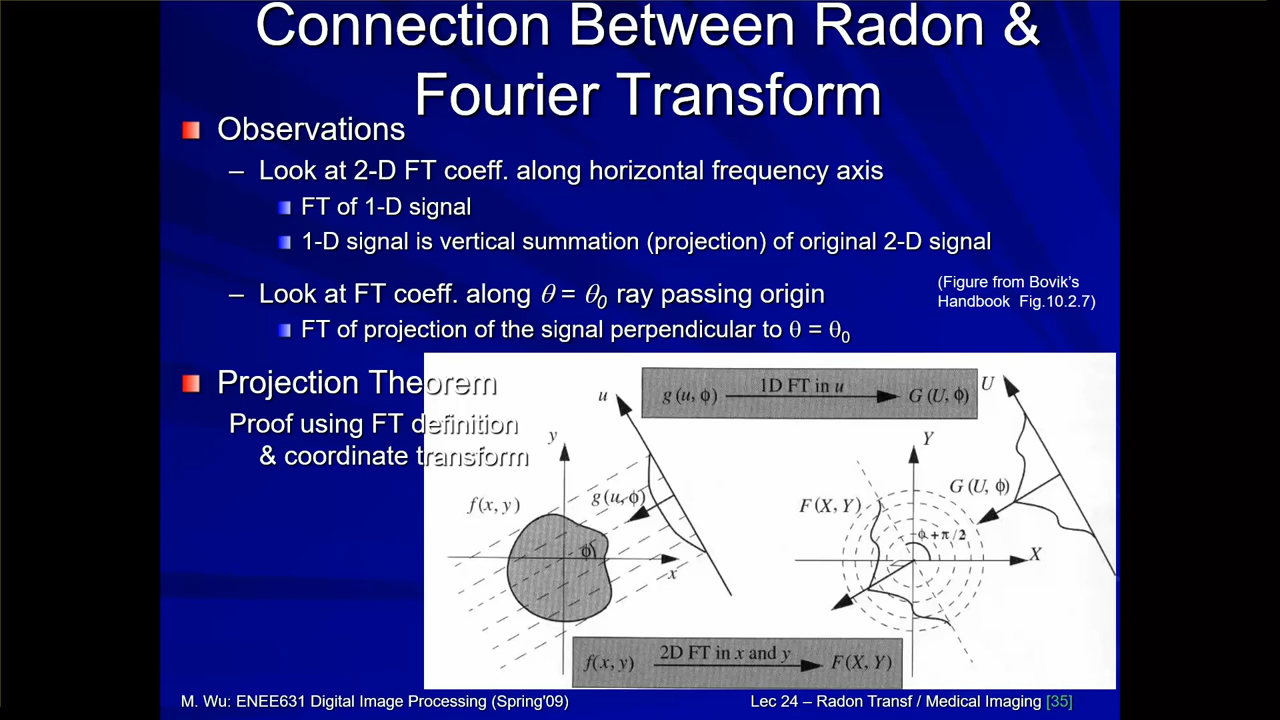 Connection Between Radon &
Fourier Transform
Observations
– Look at 2-D FT coeff. along horizontal frequency axis
FT of 1-D signal
1-D signal is vertical summation (projection) of original 2-D signal
– Look at FT coeff. along θ = θ0 ray passing origin
FT of projection of the signal perpendicular to θ = θ0
(Figure from Bovik's
Handbook Fig.10.2.7)
Projection Theorem
Proof using FT definition
& coordinate transform
g(u, ϕ) 1D FT in u G(U, ϕ)
u
y
f(x, y)
g(u, ϕ)
ϕ
x
U
Y
G(U, ϕ)
F(X, Y)
ϕ + π/2
X
f(x, y) 2D FT in x and y F(X, Y)
M. Wu: ENEE631 Digital Image Processing (Spring'09)
Lec 24 – Radon Transf / Medical Imaging [35]